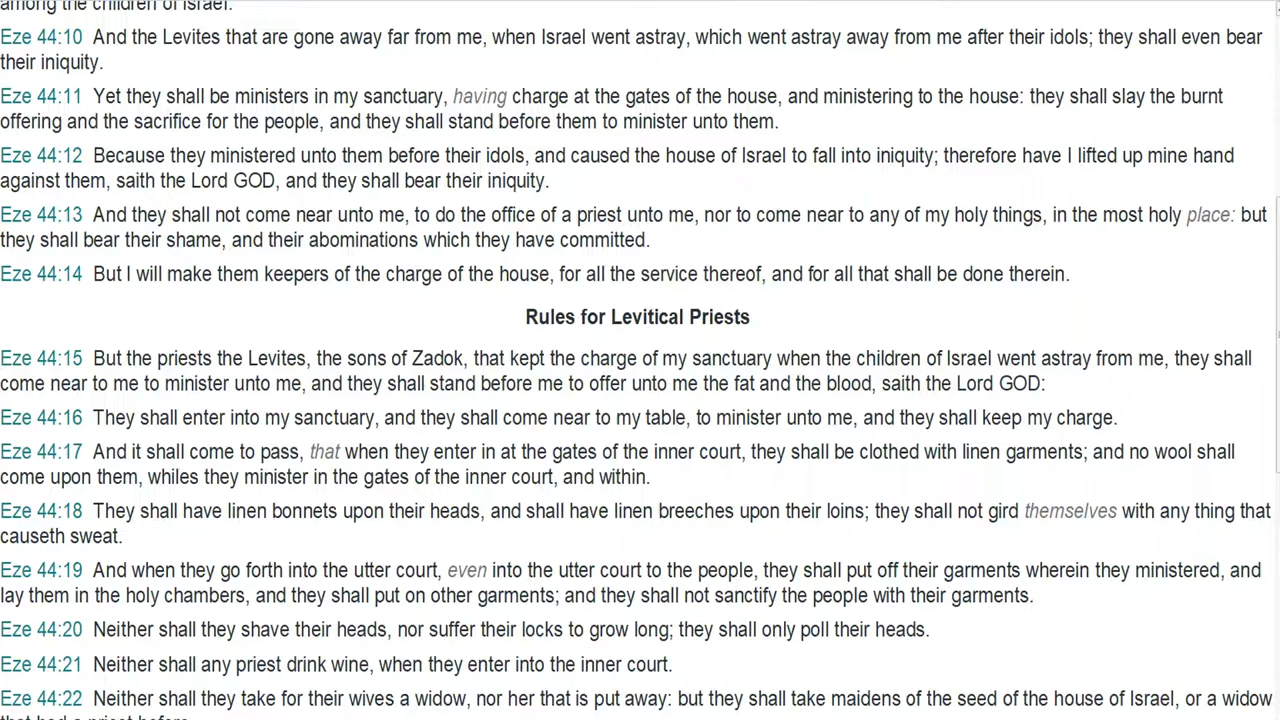 among the children of Israel.
Eze 44:10 And the Levites that are gone away far from me, when Israel went astray, which went astray away from me after their idols; they shall even bear
their iniquity.
Eze 44:11 Yet they shall be ministers in my sanctuary, having charge at the gates of the house, and ministering to the house: they shall slay the burnt
offering and the sacrifice for the people, and they shall stand before them to minister unto them.
Eze 44:12 Because they ministered unto them before their idols, and caused the house of Israel to fall into iniquity; therefore have I lifted up mine hand
against them, saith the Lord GOD, and they shall bear their iniquity.
Eze 44:13 And they shall not come near unto me, to do the office of a priest unto me, nor to come near to any of my holy things, in the most holy place: but
they shall bear their shame, and their abominations which they have committed.
Eze 44:14 But I will make them keepers of the charge of the house, for all the service thereof, and for all that shall be done therein.
Rules for Levitical Priests
Eze 44:15 But the priests the Levites, the sons of Zadok, that kept the charge of my sanctuary when the children of Israel went astray from me, they shall
come near to me to minister unto me, and they shall stand before me to offer unto me the fat and the blood, saith the Lord GOD:
Eze 44:16 They shall enter into my sanctuary, and they shall come near to my table, to minister unto me, and they shall keep my charge.
Eze 44:17 And it shall come to pass, that when they enter in at the gates of the inner court, they shall be clothed with linen garments; and no wool shall
come upon them, whiles they minister in the gates of the inner court, and within.
Eze 44:18 They shall have linen bonnets upon their heads, and shall have linen breeches upon their loins; they shall not gird themselves with any thing that
causeth sweat.
Eze 44:19 And when they go forth into the utter court, even into the utter court to the people, they shall put off their garments wherein they ministered, and
lay them in the holy chambers, and they shall put on other garments; and they shall not sanctify the people with their garments.
Eze 44:20 Neither shall they shave their heads, nor suffer their locks to grow long; they shall only poll their heads.
Eze 44:21 Neither shall any priest drink wine, when they enter into the inner court.
Eze 44:22 Neither shall they take for their wives a widow, nor her that is put away: but they shall take maidens of the seed of the house of Israel, or a widow
that had a priest before.